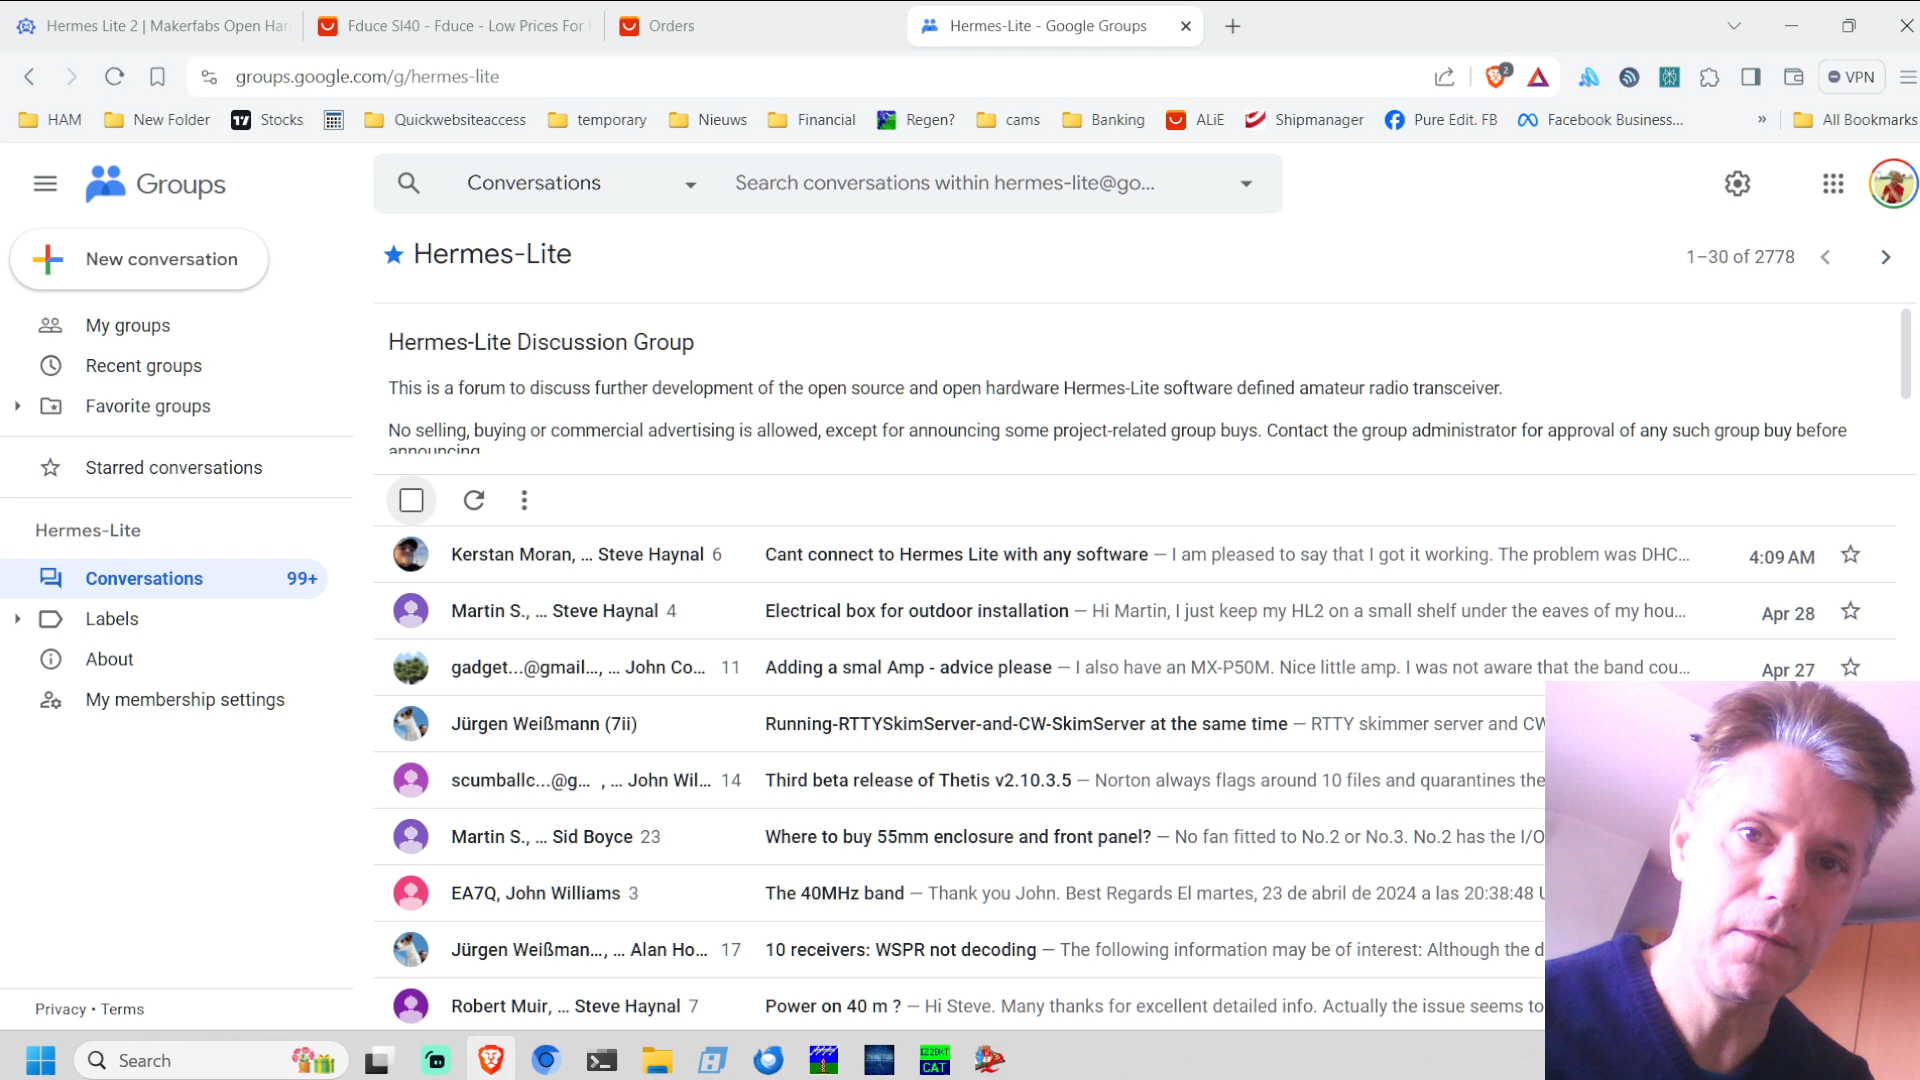 Hermes Lite 2 | Makerfabs Open Har
Fduce Sl40 - Fduce - Low Prices For
Orders
Hermes-Lite - Google Groups
groups.google.com/g/hermes-lite
2
VPN
HAM
New Folder
Stocks
Quickwebsiteaccess
temporary
Nieuws
Financial
Regen?
cams
Banking
ALiE
Shipmanager
Pure Edit. FB
Facebook Business...
»
All Bookmarks
Groups
Conversations
Search conversations within hermes-lite@go...
New conversation
My groups
Recent groups
Favorite groups
Starred conversations
Hermes-Lite
Conversations 99+
Labels
About
My membership settings
Privacy • Terms
Hermes-Lite
1–30 of 2778
Hermes-Lite Discussion Group
This is a forum to discuss further development of the open source and open hardware Hermes-Lite software defined amateur radio transceiver.
No selling, buying or commercial advertising is allowed, except for announcing some project-related group buys. Contact the group administrator for approval of any such group buy before
announcing.
Kerstan Moran, ... Steve Haynal 6 Cant connect to Hermes Lite with any software — I am pleased to say that I got it working. The problem was DHC... 4:09 AM
Martin S., ... Steve Haynal 4 Electrical box for outdoor installation — Hi Martin, I just keep my HL2 on a small shelf under the eaves of my hou... Apr 28
gadget...@gmail..., ... John Co... 11 Adding a smal Amp - advice please — I also have an MX-P50M. Nice little amp. I was not aware that the band cou... Apr 27
Jürgen Weißmann (7ii) Running-RTTYSkimServer-and-CW-SkimServer at the same time — RTTY skimmer server and CW
scumballc...@g... , ... John Wil... 14 Third beta release of Thetis v2.10.3.5 — Norton always flags around 10 files and quarantines the
Martin S., ... Sid Boyce 23 Where to buy 55mm enclosure and front panel? — No fan fitted to No.2 or No.3. No.2 has the I/O
EA7Q, John Williams 3 The 40MHz band — Thank you John. Best Regards El martes, 23 de abril de 2024 a las 20:38:48 U
Jürgen Weißman..., ... Alan Ho... 17 10 receivers: WSPR not decoding — The following information may be of interest: Although the d
Robert Muir, ... Steve Haynal 7 Power on 40 m ? — Hi Steve. Many thanks for excellent detailed info. Actually the issue seems to
Search
IZ2BKT
CAT